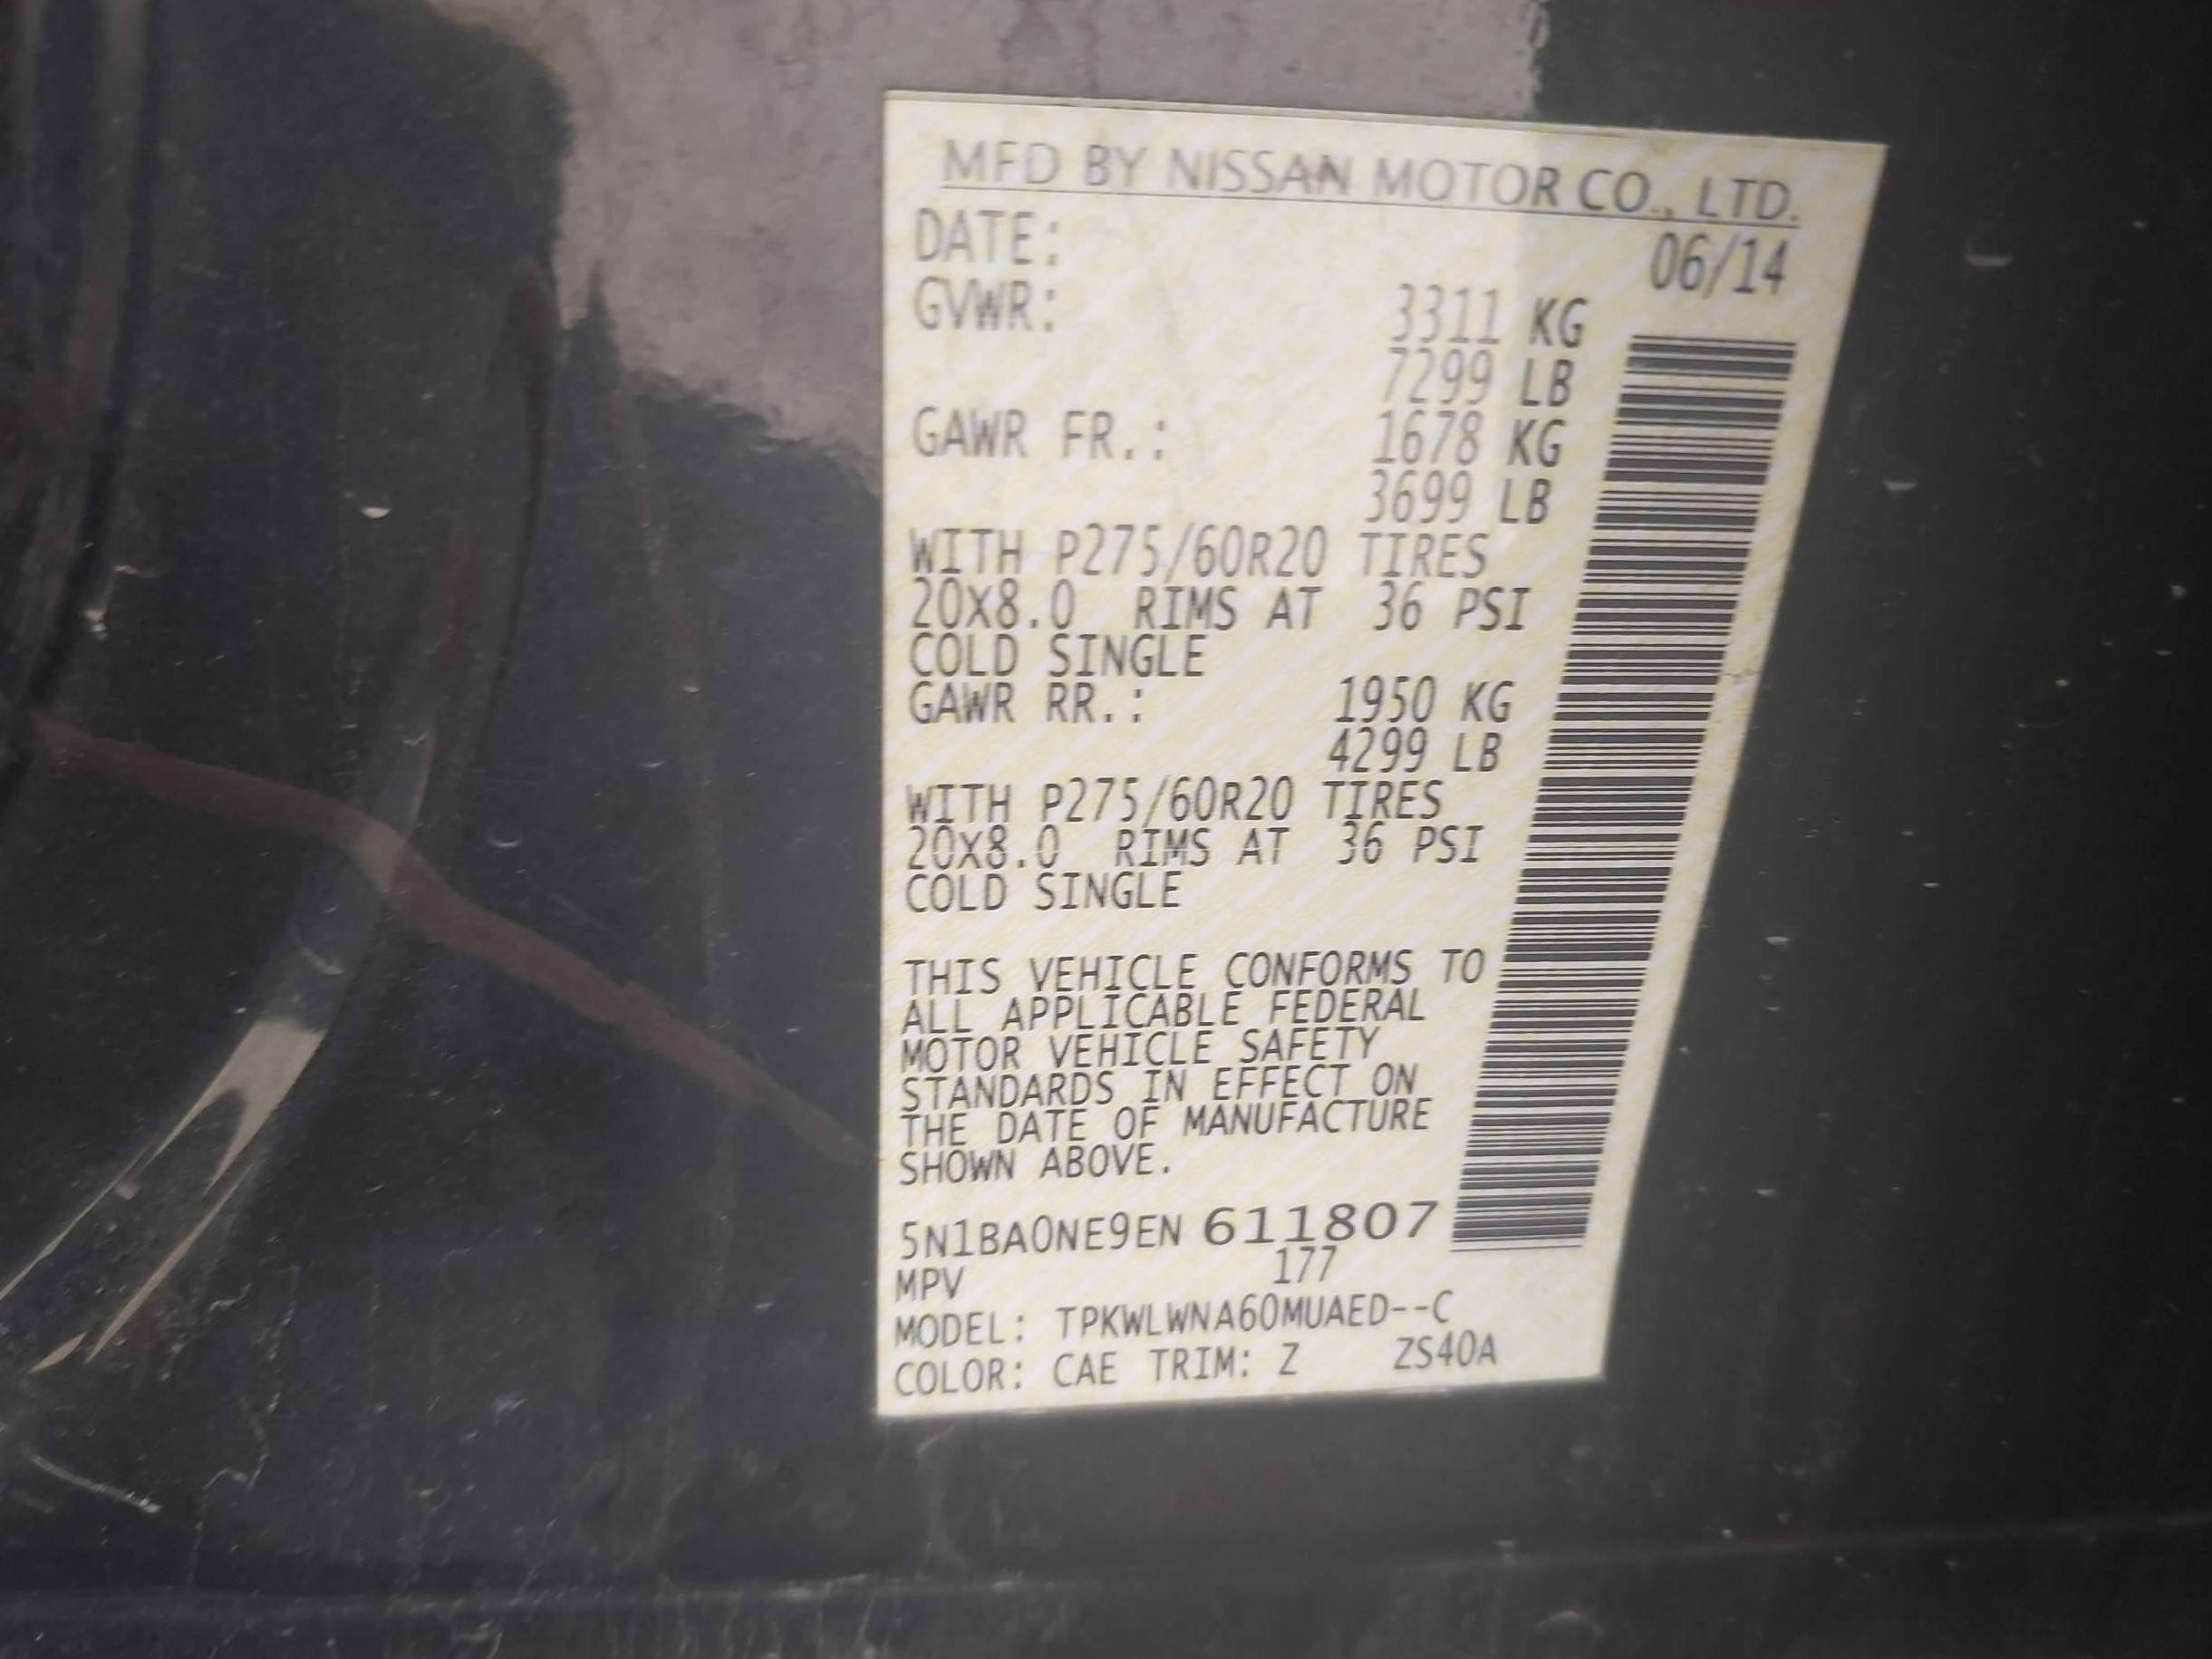 MFD BY NISSAN MOTOR CO., LTD.
DATE: 06/14
GVWR: 3311 KG
7299 LB
GAWR FR.: 1678 KG
3699 LB
WITH P275/60R20 TIRES
20X8.0 RIMS AT 36 PSI
COLD SINGLE
GAWR RR.: 1950 KG
4299 LB
WITH P275/60R20 TIRES
20X8.0 RIMS AT 36 PSI
COLD SINGLE
THIS VEHICLE CONFORMS TO
ALL APPLICABLE FEDERAL
MOTOR VEHICLE SAFETY
STANDARDS IN EFFECT ON
THE DATE OF MANUFACTURE
SHOWN ABOVE.
5N1BA0NE9EN 611807
MPV 177
MODEL: TPKWLWNA60MUAED--C
COLOR: CAE TRIM: Z ZS40A